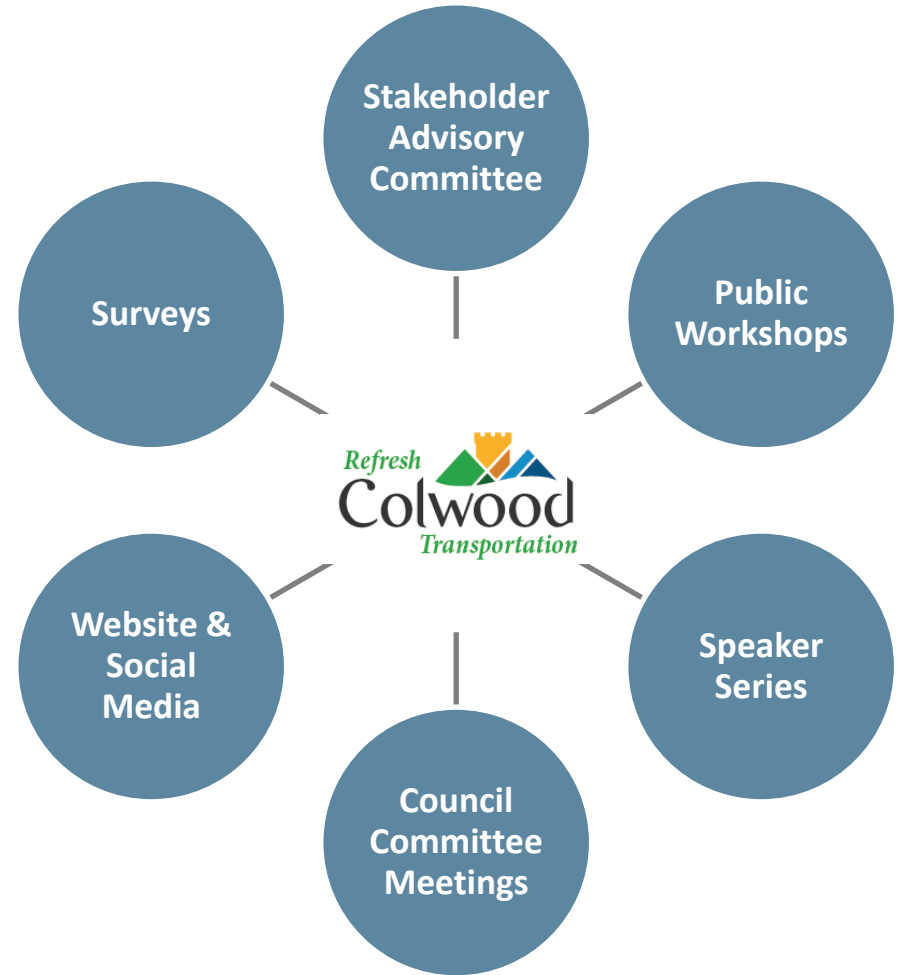 Stakeholder
Advisory
Committee
Public
Workshops
Speaker
Series
Council
Committee
Meetings
Website &
Social
Media
Surveys
Refresh
Colwood
Transportation